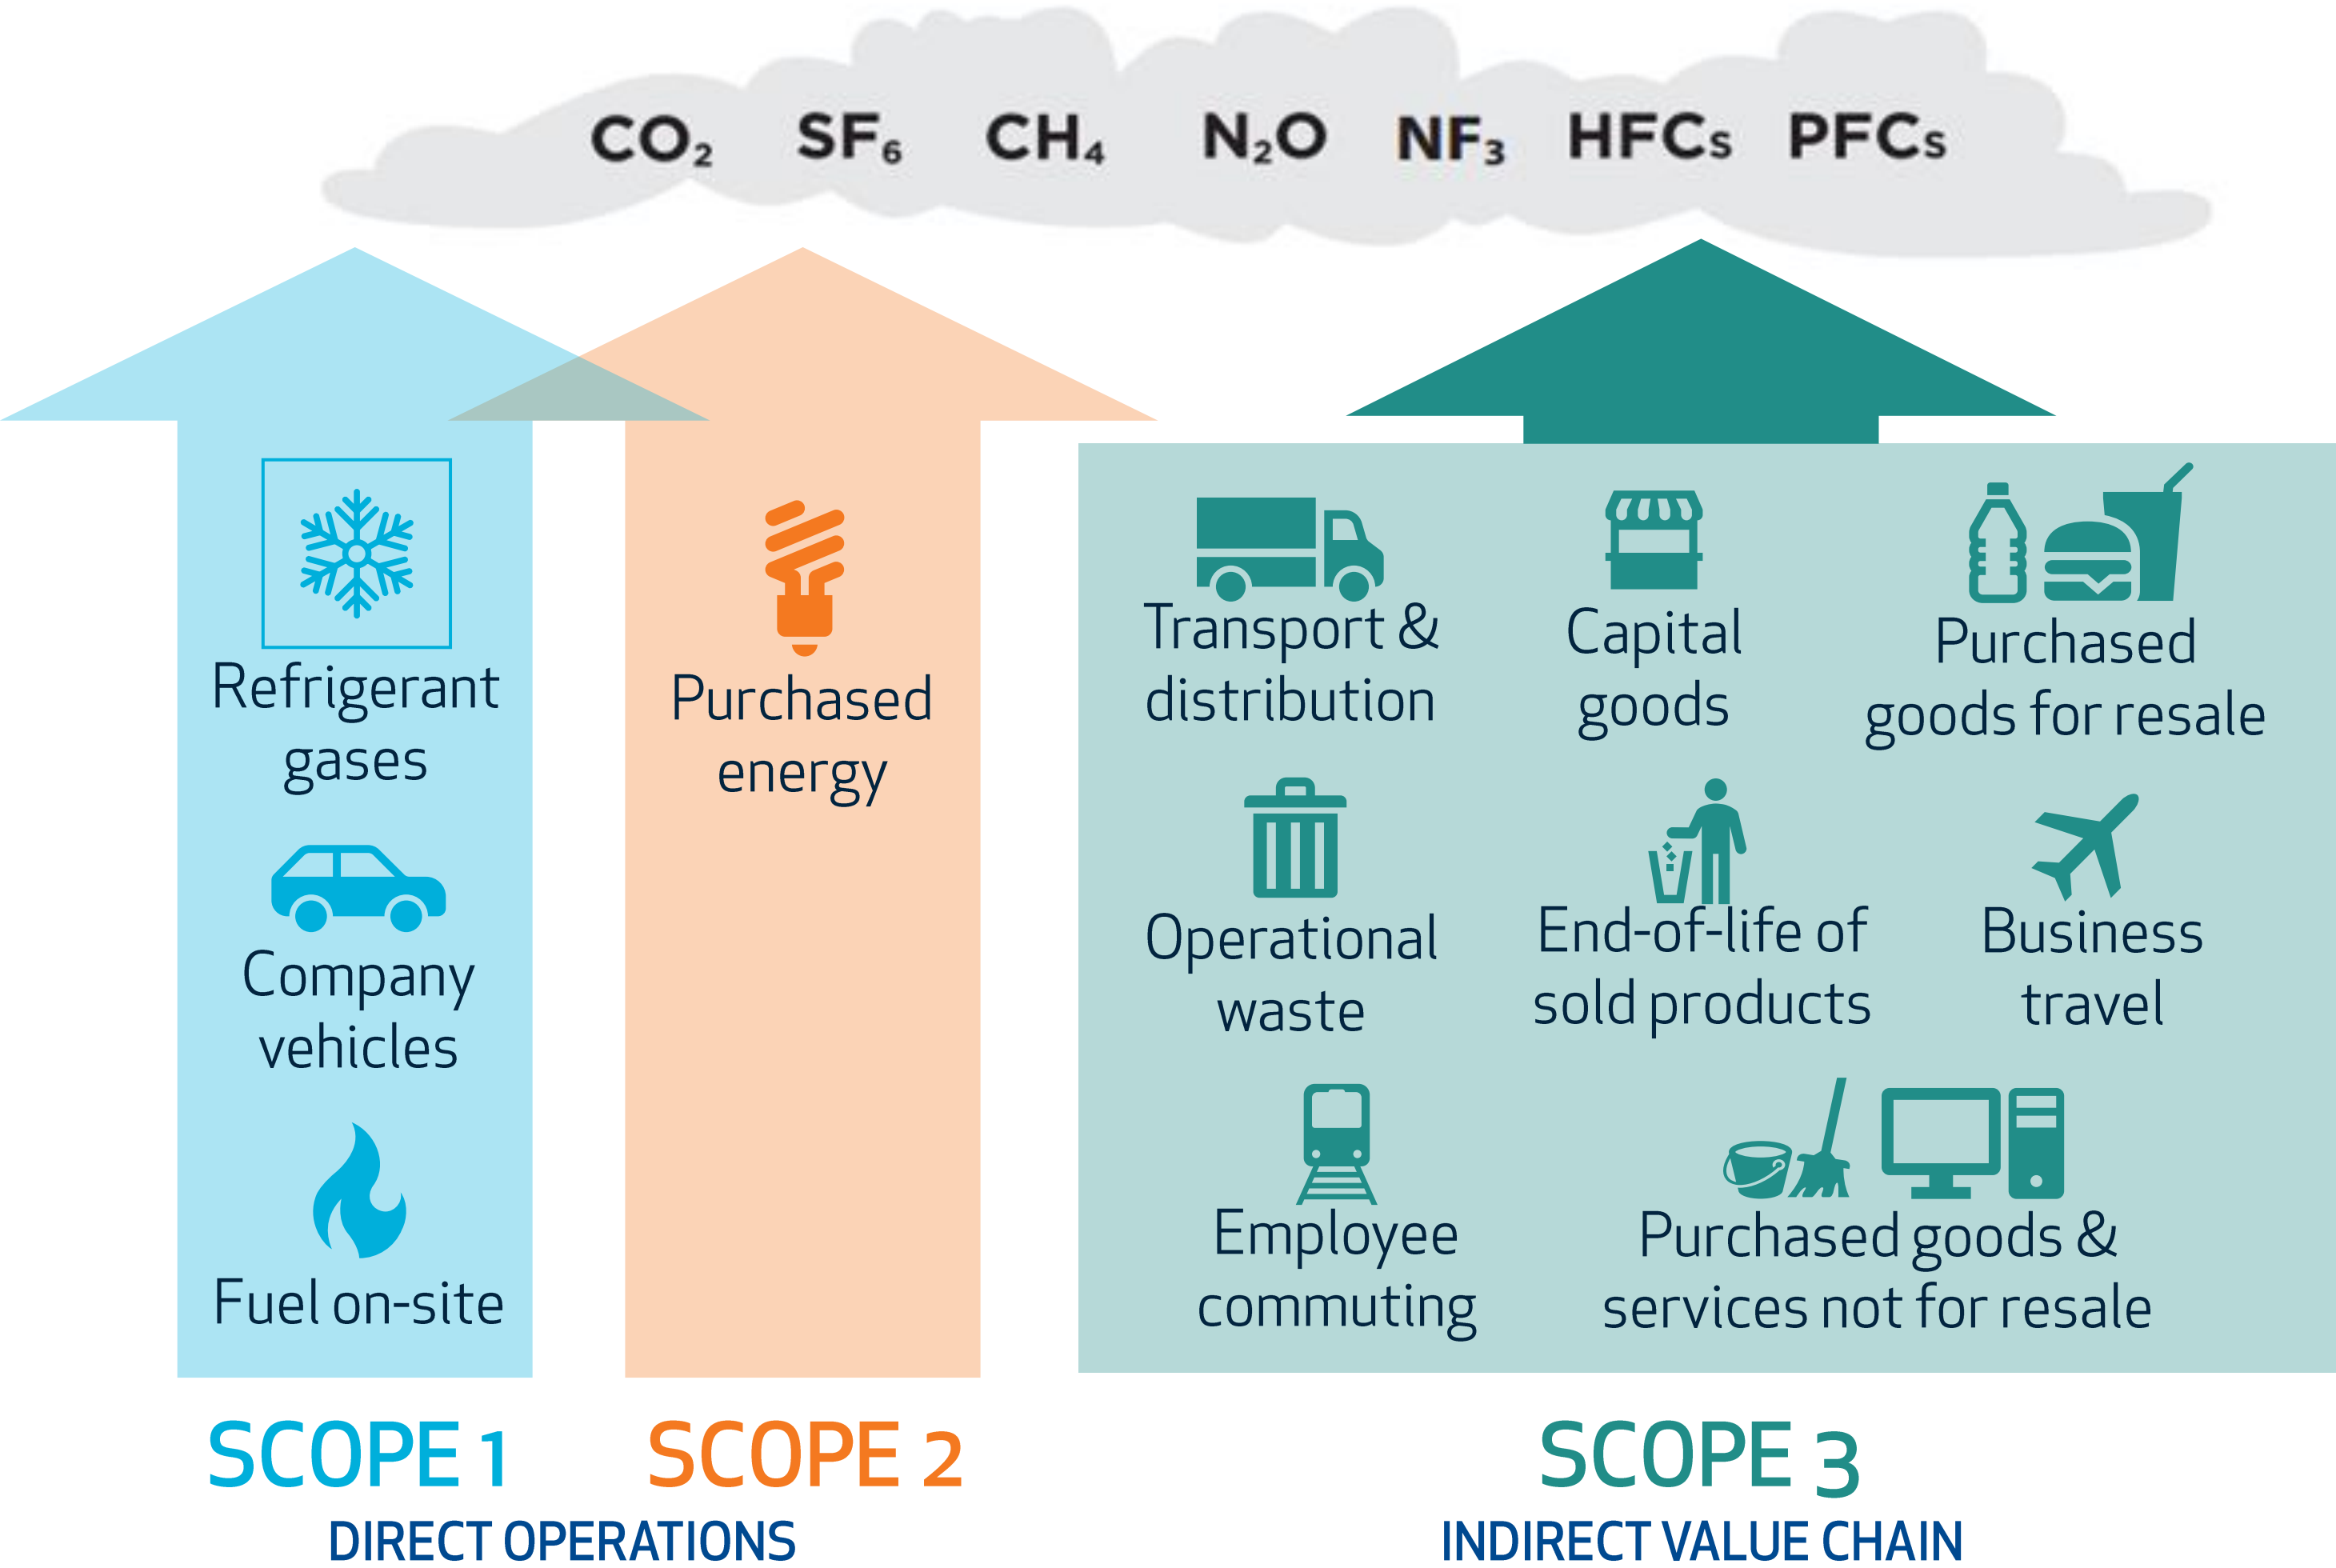 CO₂ SF₆ CH₄ N₂O NF₃ HFCs PFCs
Refrigerant
gases
Company
vehicles
Fuel on-site
SCOPE 1
Purchased
energy
SCOPE 2
DIRECT OPERATIONS
Transport &
distribution
Capital
goods
Purchased
goods for resale
Operational
waste
End-of-life of
sold products
Business
travel
Employee
commuting
Purchased goods &
services not for resale
SCOPE 3
INDIRECT VALUE CHAIN